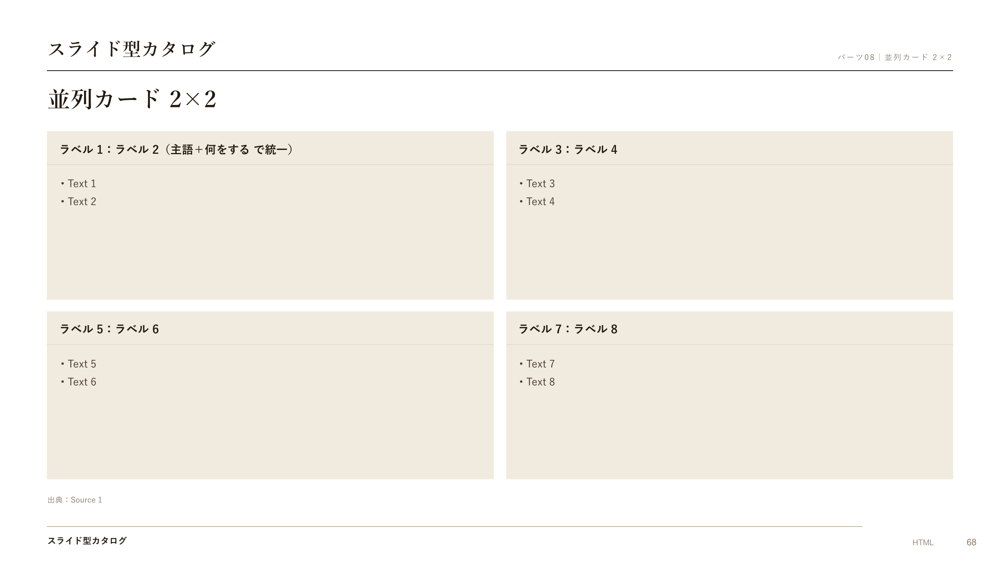 スライド型カタログ
パーツ08｜並列カード 2×2
並列カード 2×2
ラベル 1：ラベル 2（主語＋何をする で統一）
・Text 1
・Text 2
ラベル 3：ラベル 4
・Text 3
・Text 4
ラベル 5：ラベル 6
・Text 5
・Text 6
ラベル 7：ラベル 8
・Text 7
・Text 8
出典：Source 1
スライド型カタログ
HTML
68